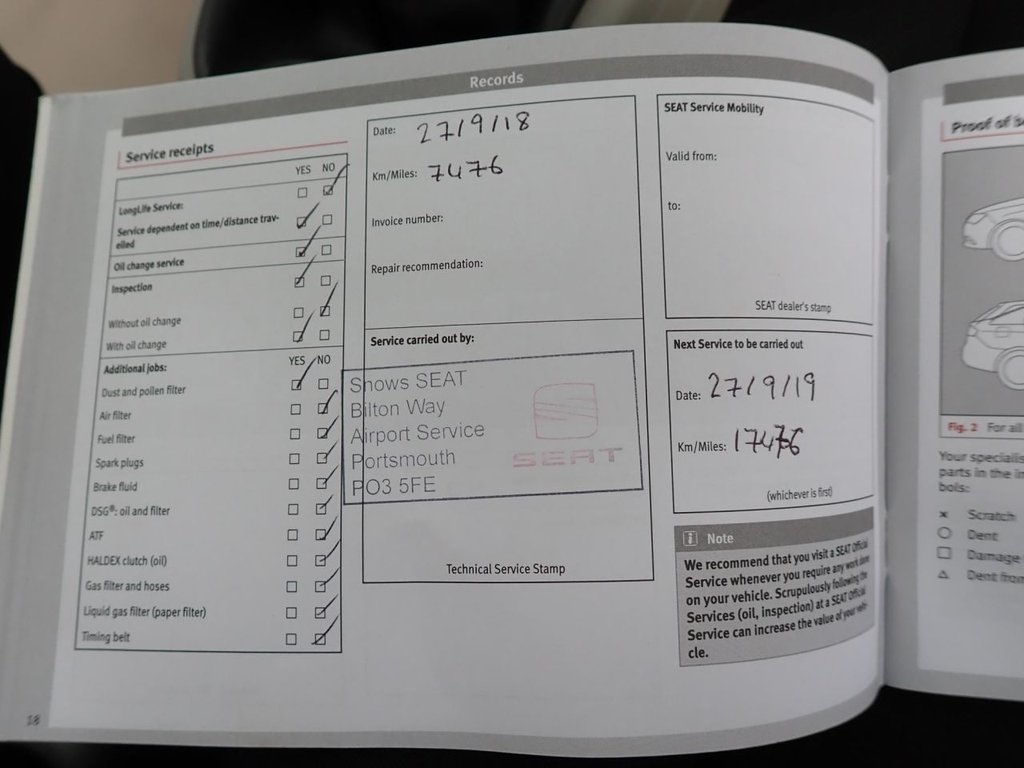 Records
Service receipts
YES NO
LongLife Service:
Service dependent on time/distance trav-
elled
Oil change service
Inspection
Without oil change
With oil change
Additional jobs:
YES NO
Dust and pollen filter
Air filter
Fuel filter
Spark plugs
Brake fluid
DSG®: oil and filter
ATF
HALDEX clutch (oil)
Gas filter and hoses
Liquid gas filter (paper filter)
Timing belt
18
Date: 27/9/18
Km/Miles: 7476
Invoice number:
Repair recommendation:
Service carried out by:
Snows SEAT
Bilton Way
Airport Service
Portsmouth
PO3 5FE
SEAT
Technical Service Stamp
SEAT Service Mobility
Valid from:
to:
SEAT dealer's stamp
Next Service to be carried out
Date: 27/9/19
Km/Miles: 17476
(whichever is first)
i Note
We recommend that you visit a SEAT Official
Service whenever you require any work done
on your vehicle. Scrupulously following the
Services (oil, inspection) at a SEAT Official
Service can increase the value of your vehi-
cle.
Proof of
Fig. 2 For all
Your specialis
parts in the in
bols:
× Scratch
○ Dent
□ Damage
△ Dent from